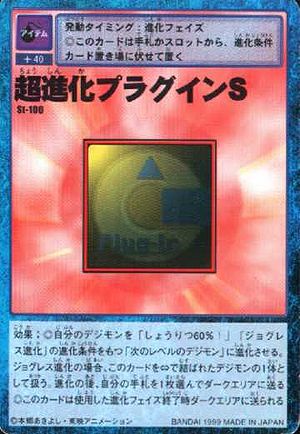 アイテム
+40
発動タイミング：進化フェイズ
◎このカードは手札かスロットから、進化条件
カード置き場に伏せて置く
超進化プラグインS
St-100
Plug-In
効果：◎自分のデジモンを「しょうりつ60%！」「ジョグレ
ス進化」の進化条件をもつ「次のレベルのデジモン」に進化させる。
ジョグレス進化の場合、このカードを⇔で結ばれたデジモンの1体と
して扱う。進化の後、自分の手札を1枚選んでダークエリアに送る
◎このカードは使用した進化フェイズ終了時ダークエリアに送られる
©本郷あきよし・東映アニメーション
BANDAI 1999 MADE IN JAPAN